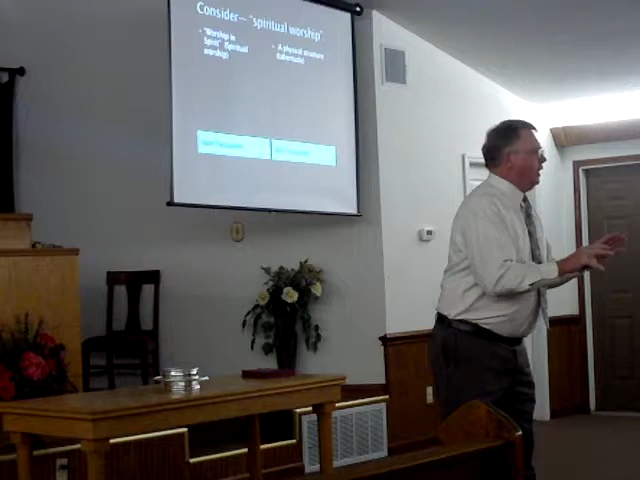 Consider— "spiritual worship"
"Worship in
Spirit" (Spiritual
worship)
A physical structure
(tabernacle)